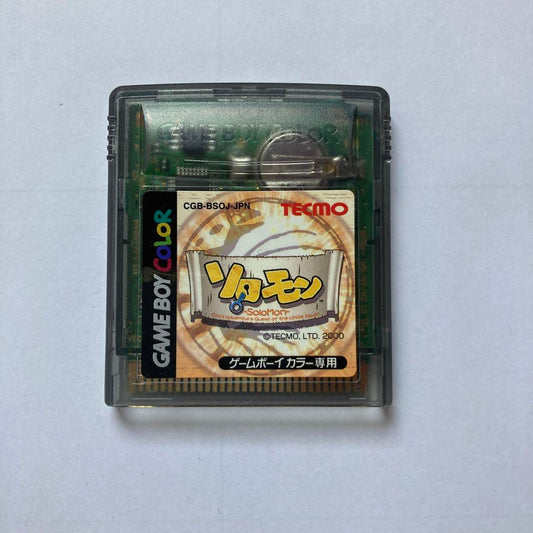 GAME BOY COLOR
CGB-BSOJ-JPN
TECMO
GAME BOY COLOR
ソロモン
~SoloMon~
©TECMO, LTD. 2000
ゲームボーイカラー専用